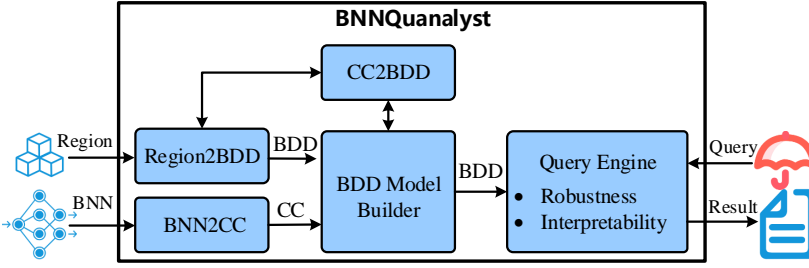 BNNQuanalyst
CC2BDD
Region
Region2BDD
BDD
BDD Model
Builder
BDD
Query Engine
• Robustness
• Interpretability
Query
BNN
BNN2CC
CC
Result